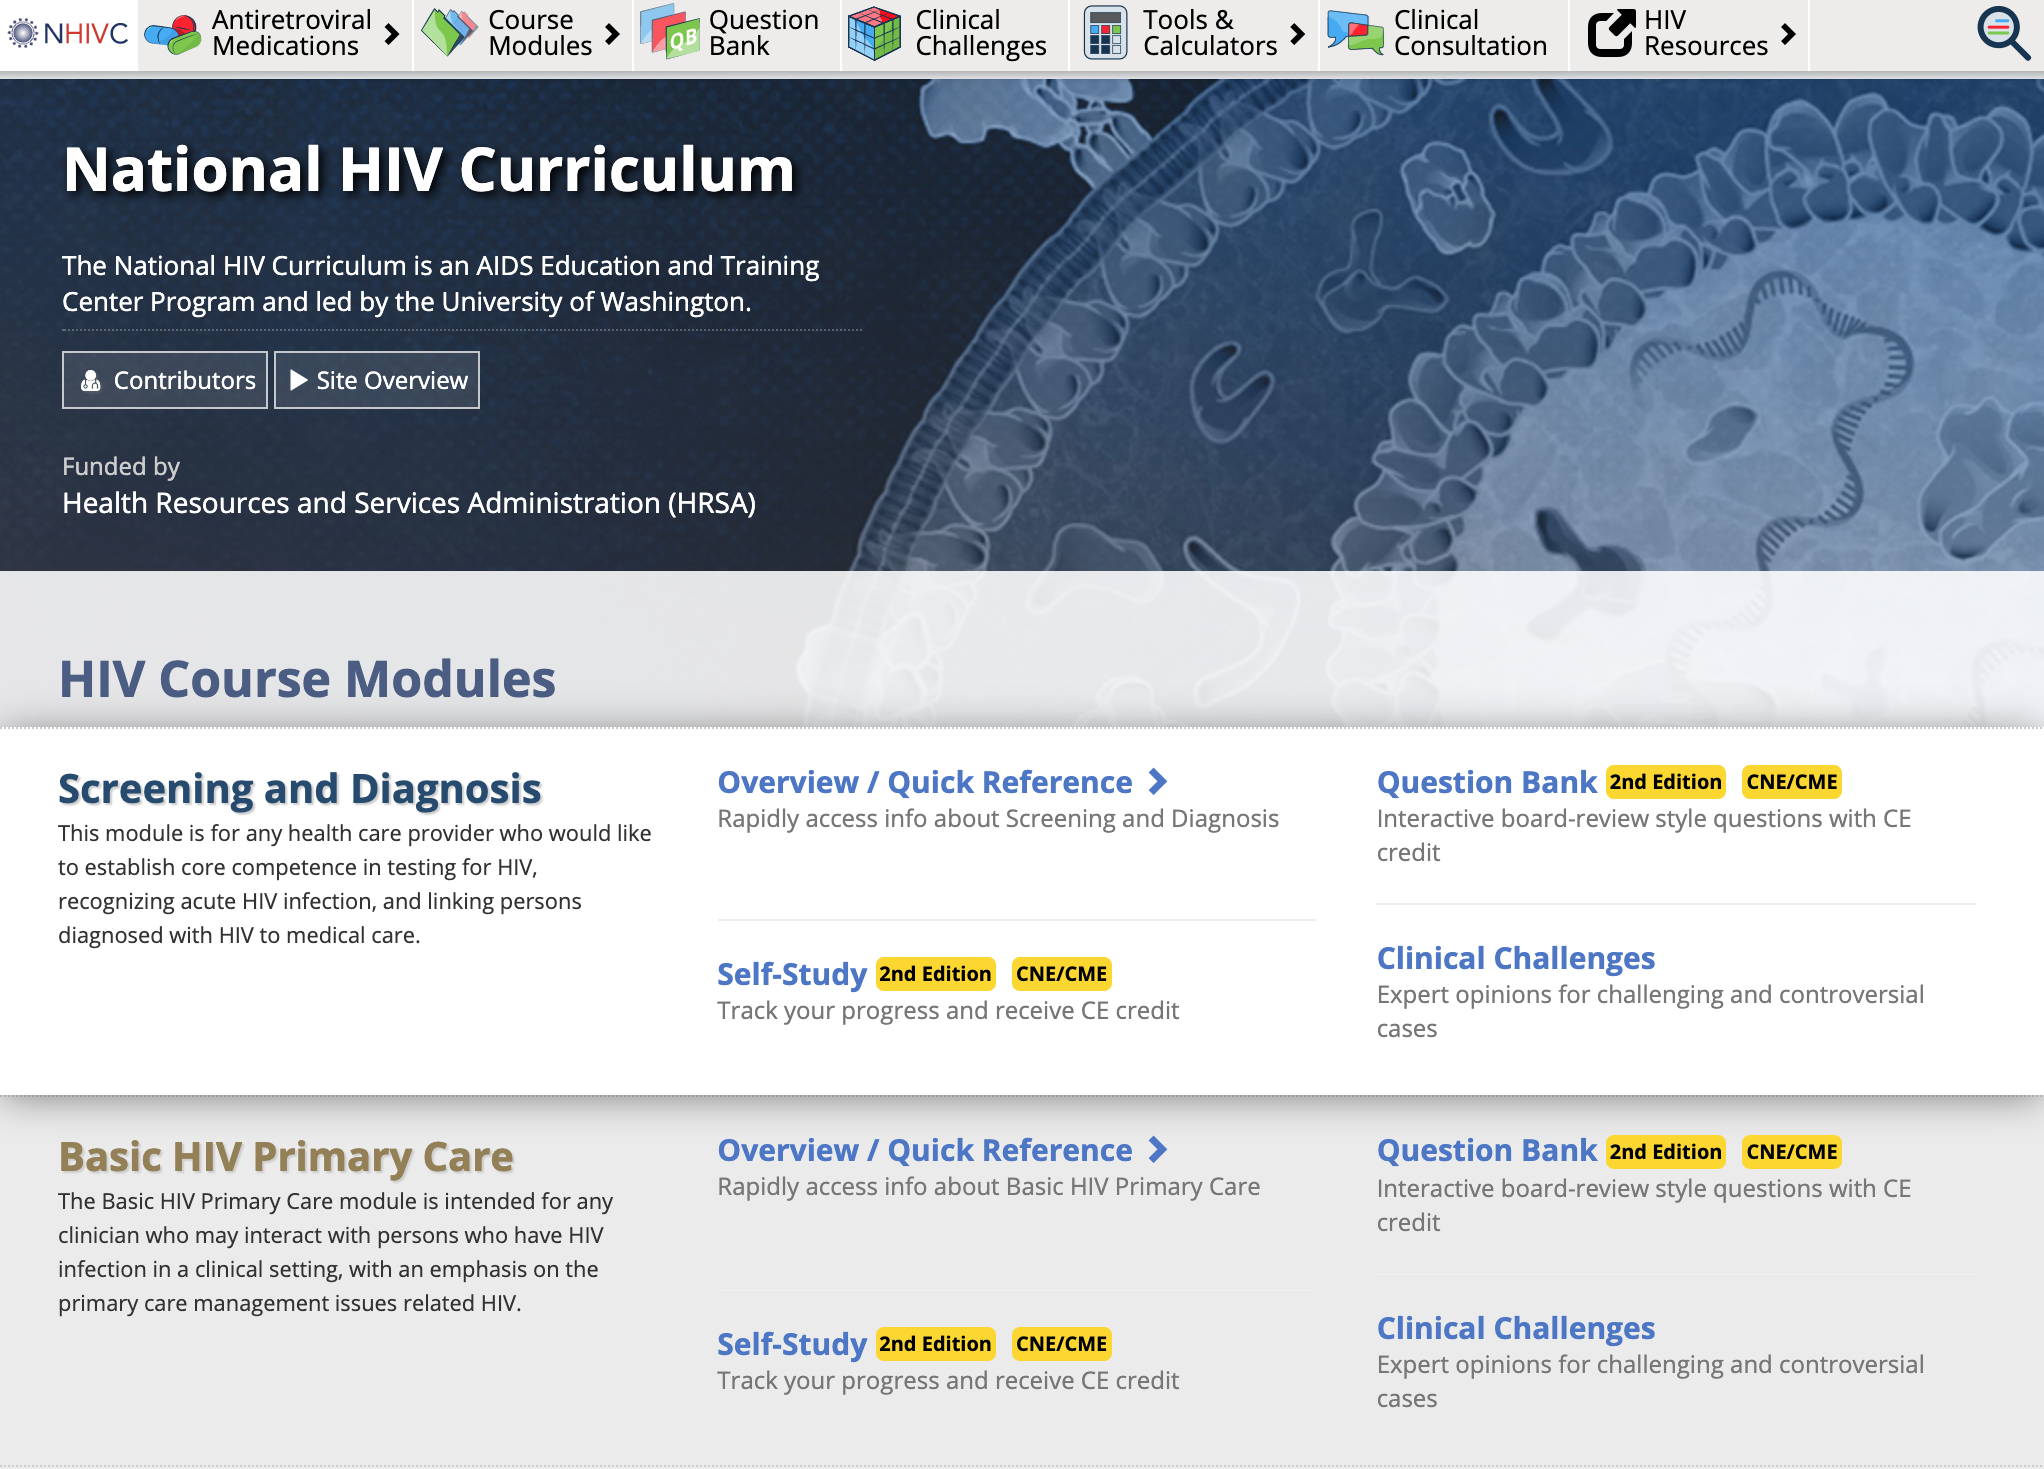 NHIVC
Antiretroviral
Medications
Course
Modules
QB
Question
Bank
Clinical
Challenges
Tools &
Calculators
Clinical
Consultation
HIV
Resources
National HIV Curriculum
The National HIV Curriculum is an AIDS Education and Training
Center Program and led by the University of Washington.
Contributors
Site Overview
Funded by
Health Resources and Services Administration (HRSA)
HIV Course Modules
Screening and Diagnosis
This module is for any health care provider who would like
to establish core competence in testing for HIV,
recognizing acute HIV infection, and linking persons
diagnosed with HIV to medical care.
Overview / Quick Reference
Rapidly access info about Screening and Diagnosis
Self-Study 2nd Edition CNE/CME
Track your progress and receive CE credit
Question Bank 2nd Edition CNE/CME
Interactive board-review style questions with CE
credit
Clinical Challenges
Expert opinions for challenging and controversial
cases
Basic HIV Primary Care
The Basic HIV Primary Care module is intended for any
clinician who may interact with persons who have HIV
infection in a clinical setting, with an emphasis on the
primary care management issues related HIV.
Overview / Quick Reference
Rapidly access info about Basic HIV Primary Care
Self-Study 2nd Edition CNE/CME
Track your progress and receive CE credit
Question Bank 2nd Edition CNE/CME
Interactive board-review style questions with CE
credit
Clinical Challenges
Expert opinions for challenging and controversial
cases